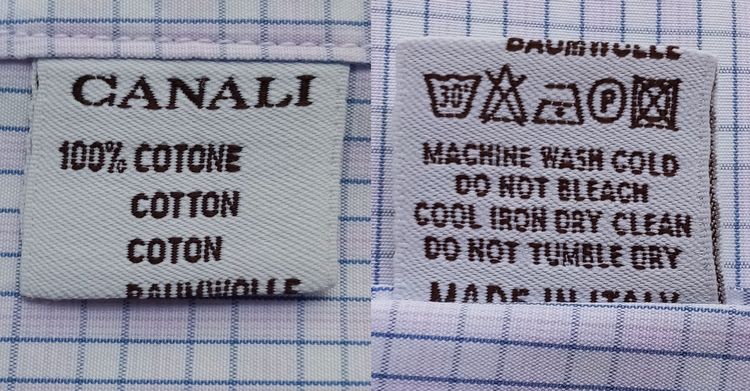 CANALI
100% COTONE
COTTON
COTON
BAUMWOLLE
BAUMWOLLE
30°
P
MACHINE WASH COLD
DO NOT BLEACH
COOL IRON DRY CLEAN
DO NOT TUMBLE DRY
MADE IN ITALY